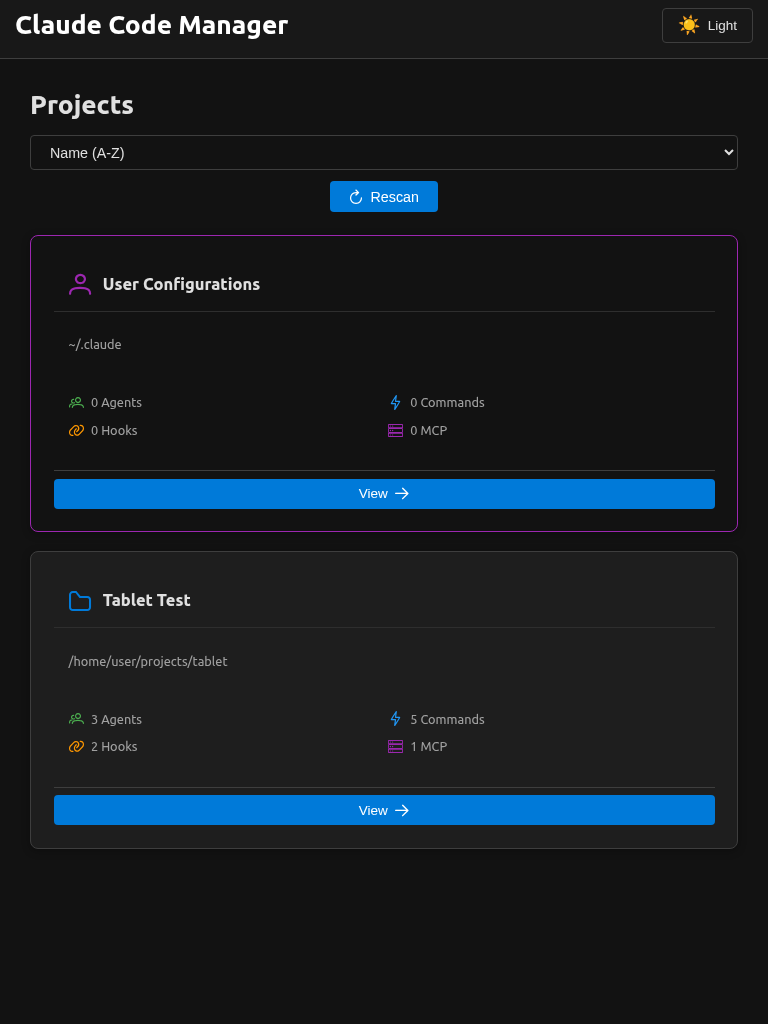 Claude Code Manager
Light
Projects
Name (A-Z)
Rescan
User Configurations
~/.claude
0 Agents
0 Commands
0 Hooks
0 MCP
View
Tablet Test
/home/user/projects/tablet
3 Agents
5 Commands
2 Hooks
1 MCP
View